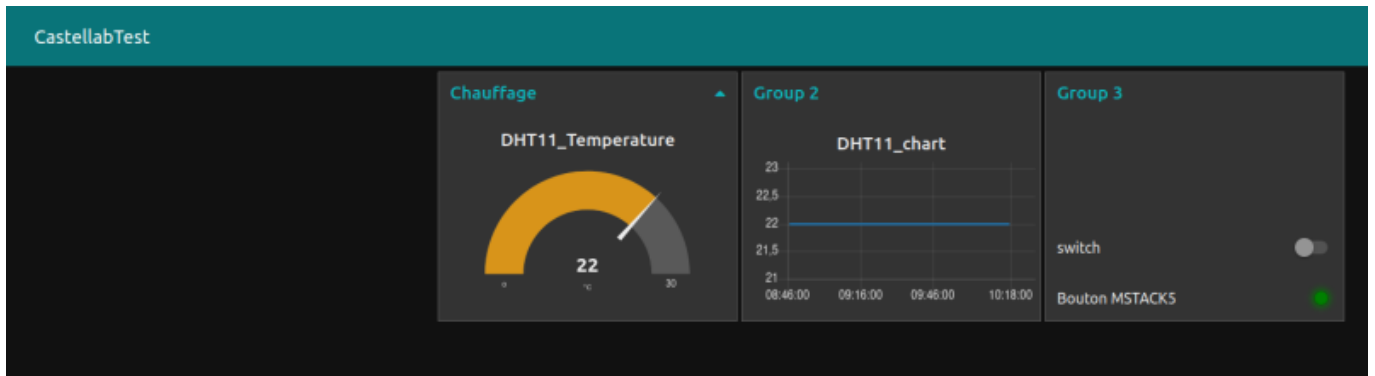 CastellabTest
Chauffage
DHT11_Temperature
22
0
°C
30
Group 2
DHT11_chart
23
22,5
22
21,5
21
08:46:00 09:16:00 09:46:00 10:18:00
Group 3
switch
Bouton MSTACK5